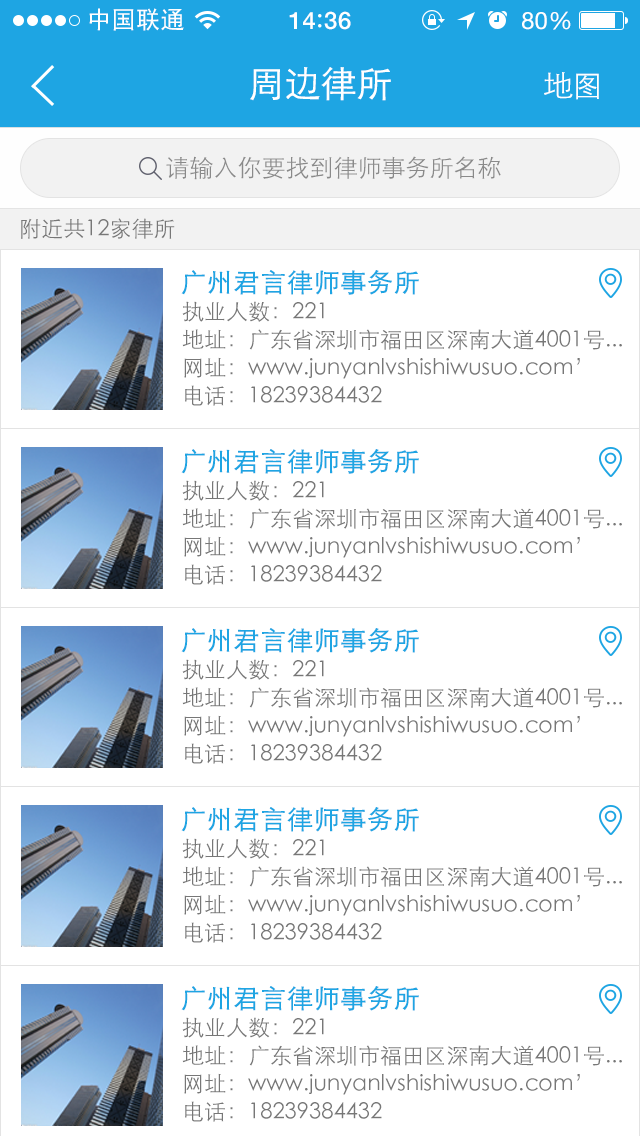 中国联通 14:36 80%
周边律所 地图
请输入你要找到律师事务所名称
附近共12家律所
广州君言律师事务所
执业人数：221
地址：广东省深圳市福田区深南大道4001号...
网址：www.junyanlvshishiwusuo.com’
电话：18239384432
广州君言律师事务所
执业人数：221
地址：广东省深圳市福田区深南大道4001号...
网址：www.junyanlvshishiwusuo.com’
电话：18239384432
广州君言律师事务所
执业人数：221
地址：广东省深圳市福田区深南大道4001号...
网址：www.junyanlvshishiwusuo.com’
电话：18239384432
广州君言律师事务所
执业人数：221
地址：广东省深圳市福田区深南大道4001号...
网址：www.junyanlvshishiwusuo.com’
电话：18239384432
广州君言律师事务所
执业人数：221
地址：广东省深圳市福田区深南大道4001号...
网址：www.junyanlvshishiwusuo.com’
电话：18239384432